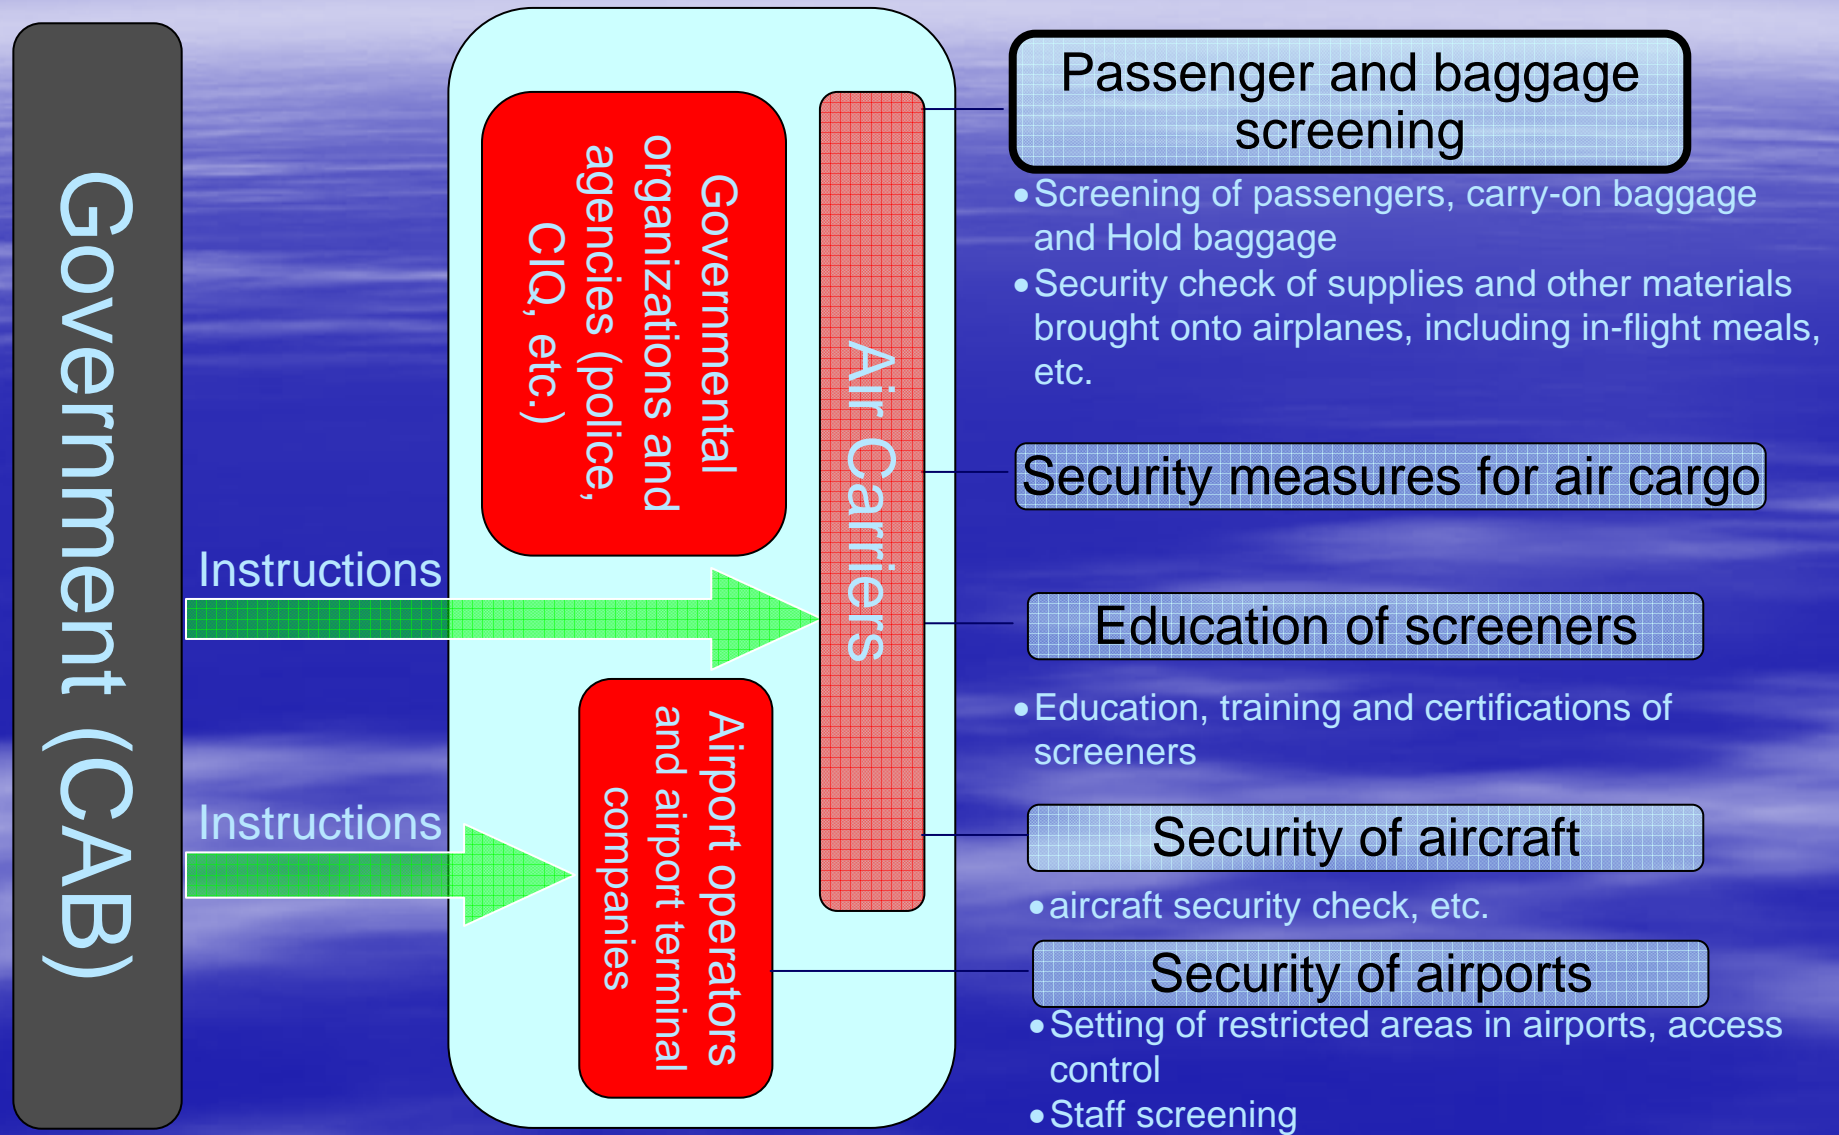 Government (CAB)
Instructions
Instructions
Governmental
organizations and
agencies (police,
CIQ, etc.)
Airport operators
and airport terminal
companies
Air Carriers
Passenger and baggage
screening
•Screening of passengers, carry-on baggage
and Hold baggage
•Security check of supplies and other materials
brought onto airplanes, including in-flight meals,
etc.
Security measures for air cargo
Education of screeners
•Education, training and certifications of
screeners
Security of aircraft
•aircraft security check, etc.
Security of airports
•Setting of restricted areas in airports, access
control
•Staff screening